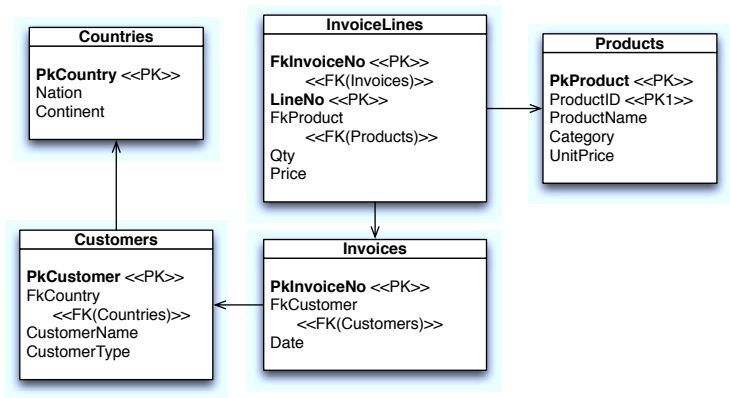 Countries
PkCountry <<PK>>
Nation
Continent
InvoiceLines
FkInvoiceNo <<PK>>
<<FK(Invoices)>>
LineNo <<PK>>
FkProduct
<<FK(Products)>>
Qty
Price
Products
PkProduct <<PK>>
ProductID <<PK1>>
ProductName
Category
UnitPrice
Customers
PkCustomer <<PK>>
FkCountry
<<FK(Countries)>>
CustomerName
CustomerType
Invoices
PkInvoiceNo <<PK>>
FkCustomer
<<FK(Customers)>>
Date